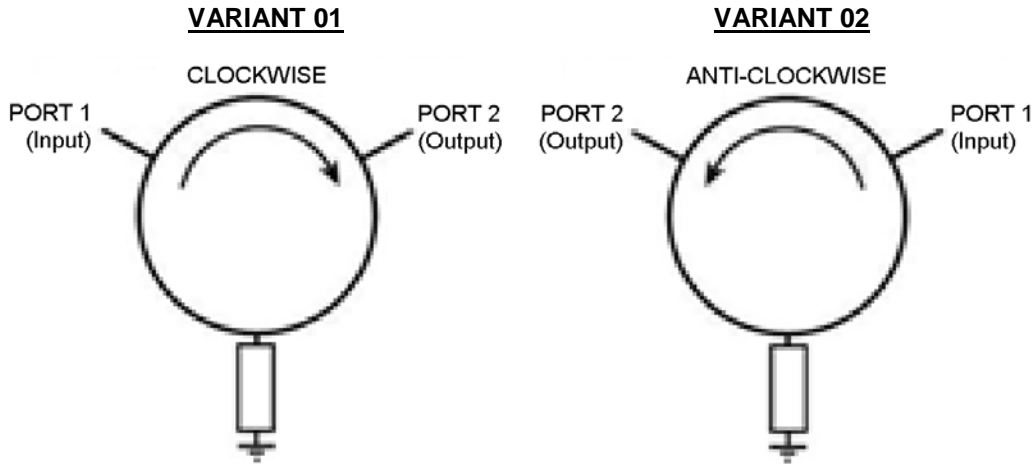 VARIANT 01
CLOCKWISE
PORT 1
(Input)
PORT 2
(Output)
VARIANT 02
ANTI-CLOCKWISE
PORT 2
(Output)
PORT 1
(Input)